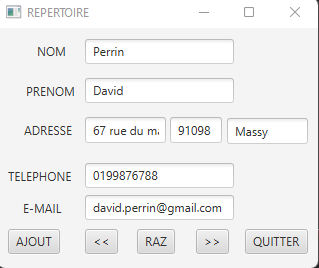 REPERTOIRE
NOM Perrin
PRENOM David
ADRESSE 67 rue du 91098 Massy
TELEPHONE 0199876788
E-MAIL david.perrin@gmail.com
AJOUT << RAZ >> QUITTER